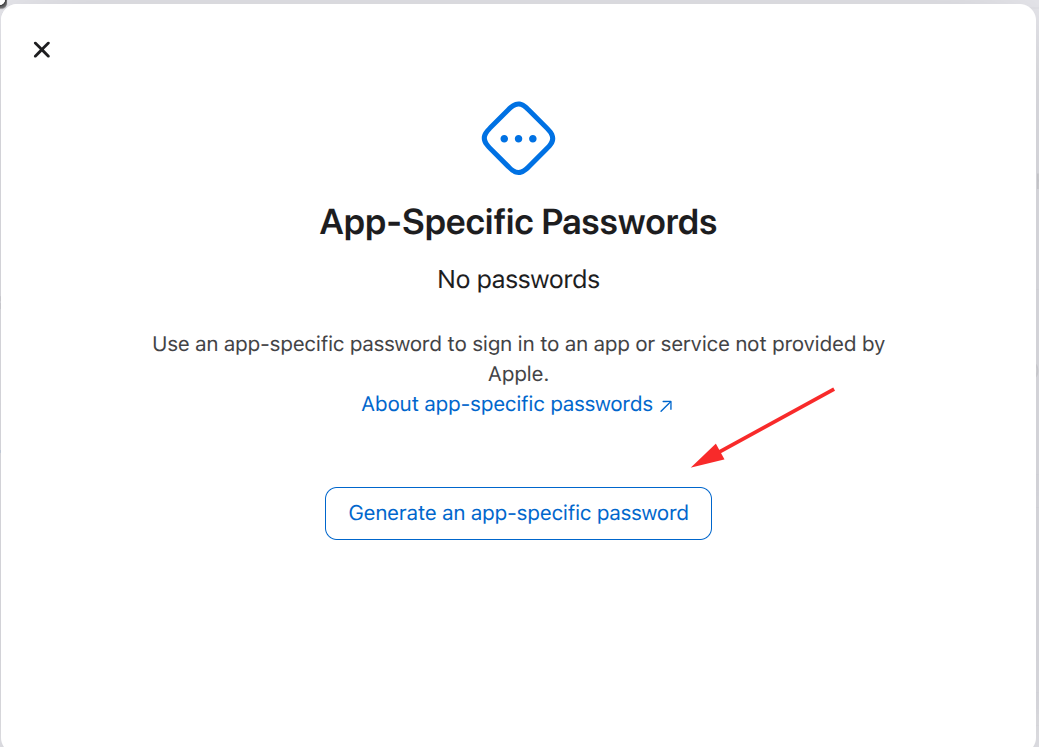 App-Specific Passwords
No passwords
Use an app-specific password to sign in to an app or service not provided by
Apple.
About app-specific passwords ↗
Generate an app-specific password